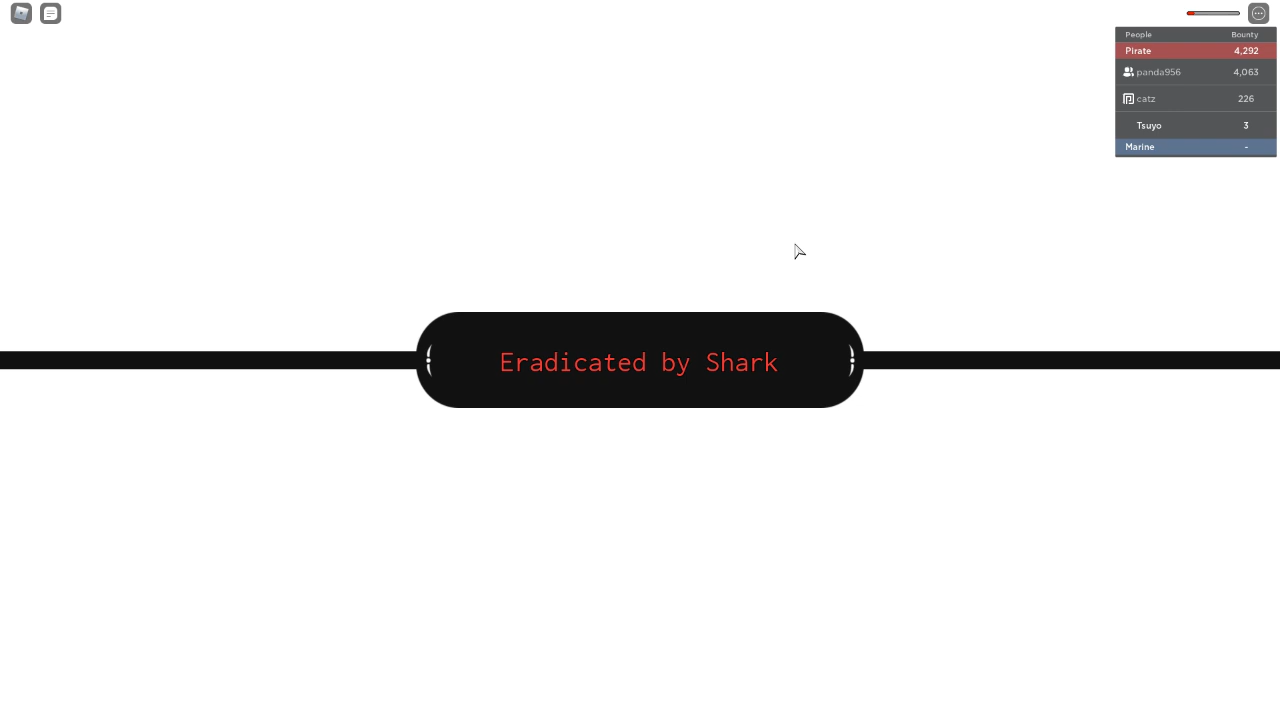 People Bounty
Pirate 4,292
panda956 4,063
catz 226
Tsuyo 3
Marine -
Eradicated by Shark